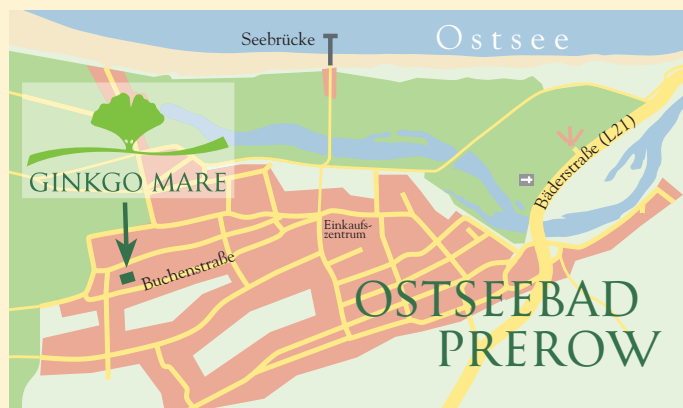 Seebrücke
Ostsee
GINKGO MARE
Bäderstraße (L21)
Einkaufs-
zentrum
Buchenstraße
OSTSEEBAD
PREROW